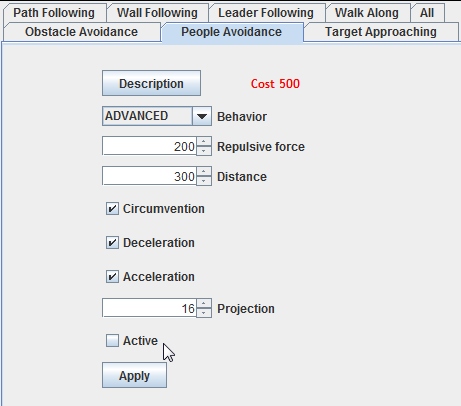 Path Following Wall Following Leader Following Walk Along All
Obstacle Avoidance People Avoidance Target Approaching
Description Cost 500
ADVANCED Behavior
200 Repulsive force
300 Distance
Circumvention
Deceleration
Acceleration
16 Projection
Active
Apply